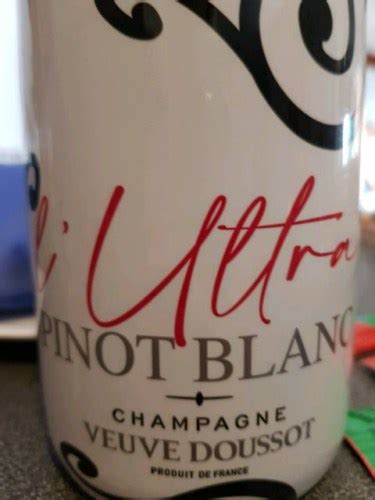 l'Ultra
PINOT BLANC
CHAMPAGNE
VEUVE DOUSSOT
PRODUIT DE FRANCE